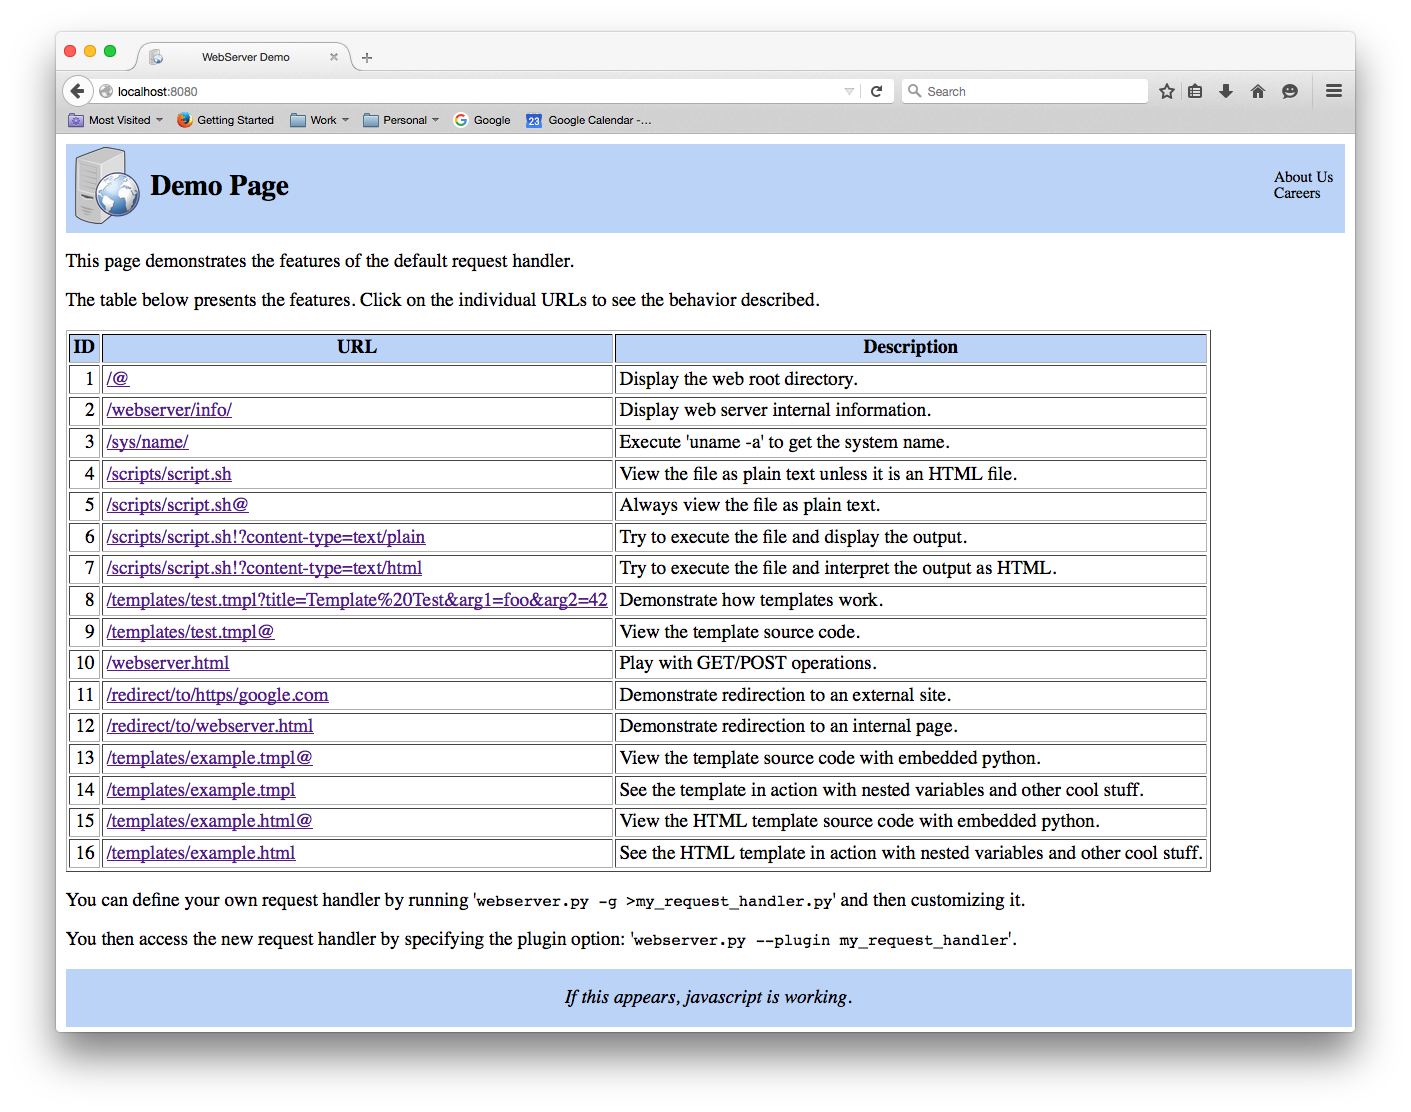 WebServer Demo
localhost:8080
Search
Most Visited Getting Started Work Personal Google 23 Google Calendar -...
Demo Page
About Us
Careers
This page demonstrates the features of the default request handler.
The table below presents the features. Click on the individual URLs to see the behavior described.
ID URL Description
1 /@ Display the web root directory.
2 /webserver/info/ Display web server internal information.
3 /sys/name/ Execute 'uname -a' to get the system name.
4 /scripts/script.sh View the file as plain text unless it is an HTML file.
5 /scripts/script.sh@ Always view the file as plain text.
6 /scripts/script.sh!?content-type=text/plain Try to execute the file and display the output.
7 /scripts/script.sh!?content-type=text/html Try to execute the file and interpret the output as HTML.
8 /templates/test.tmpl?title=Template%20Test&arg1=foo&arg2=42 Demonstrate how templates work.
9 /templates/test.tmpl@ View the template source code.
10 /webserver.html Play with GET/POST operations.
11 /redirect/to/https/google.com Demonstrate redirection to an external site.
12 /redirect/to/webserver.html Demonstrate redirection to an internal page.
13 /templates/example.tmpl@ View the template source code with embedded python.
14 /templates/example.tmpl See the template in action with nested variables and other cool stuff.
15 /templates/example.html@ View the HTML template source code with embedded python.
16 /templates/example.html See the HTML template in action with nested variables and other cool stuff.
You can define your own request handler by running 'webserver.py -g >my_request_handler.py' and then customizing it.
You then access the new request handler by specifying the plugin option: 'webserver.py --plugin my_request_handler'.
If this appears, javascript is working.